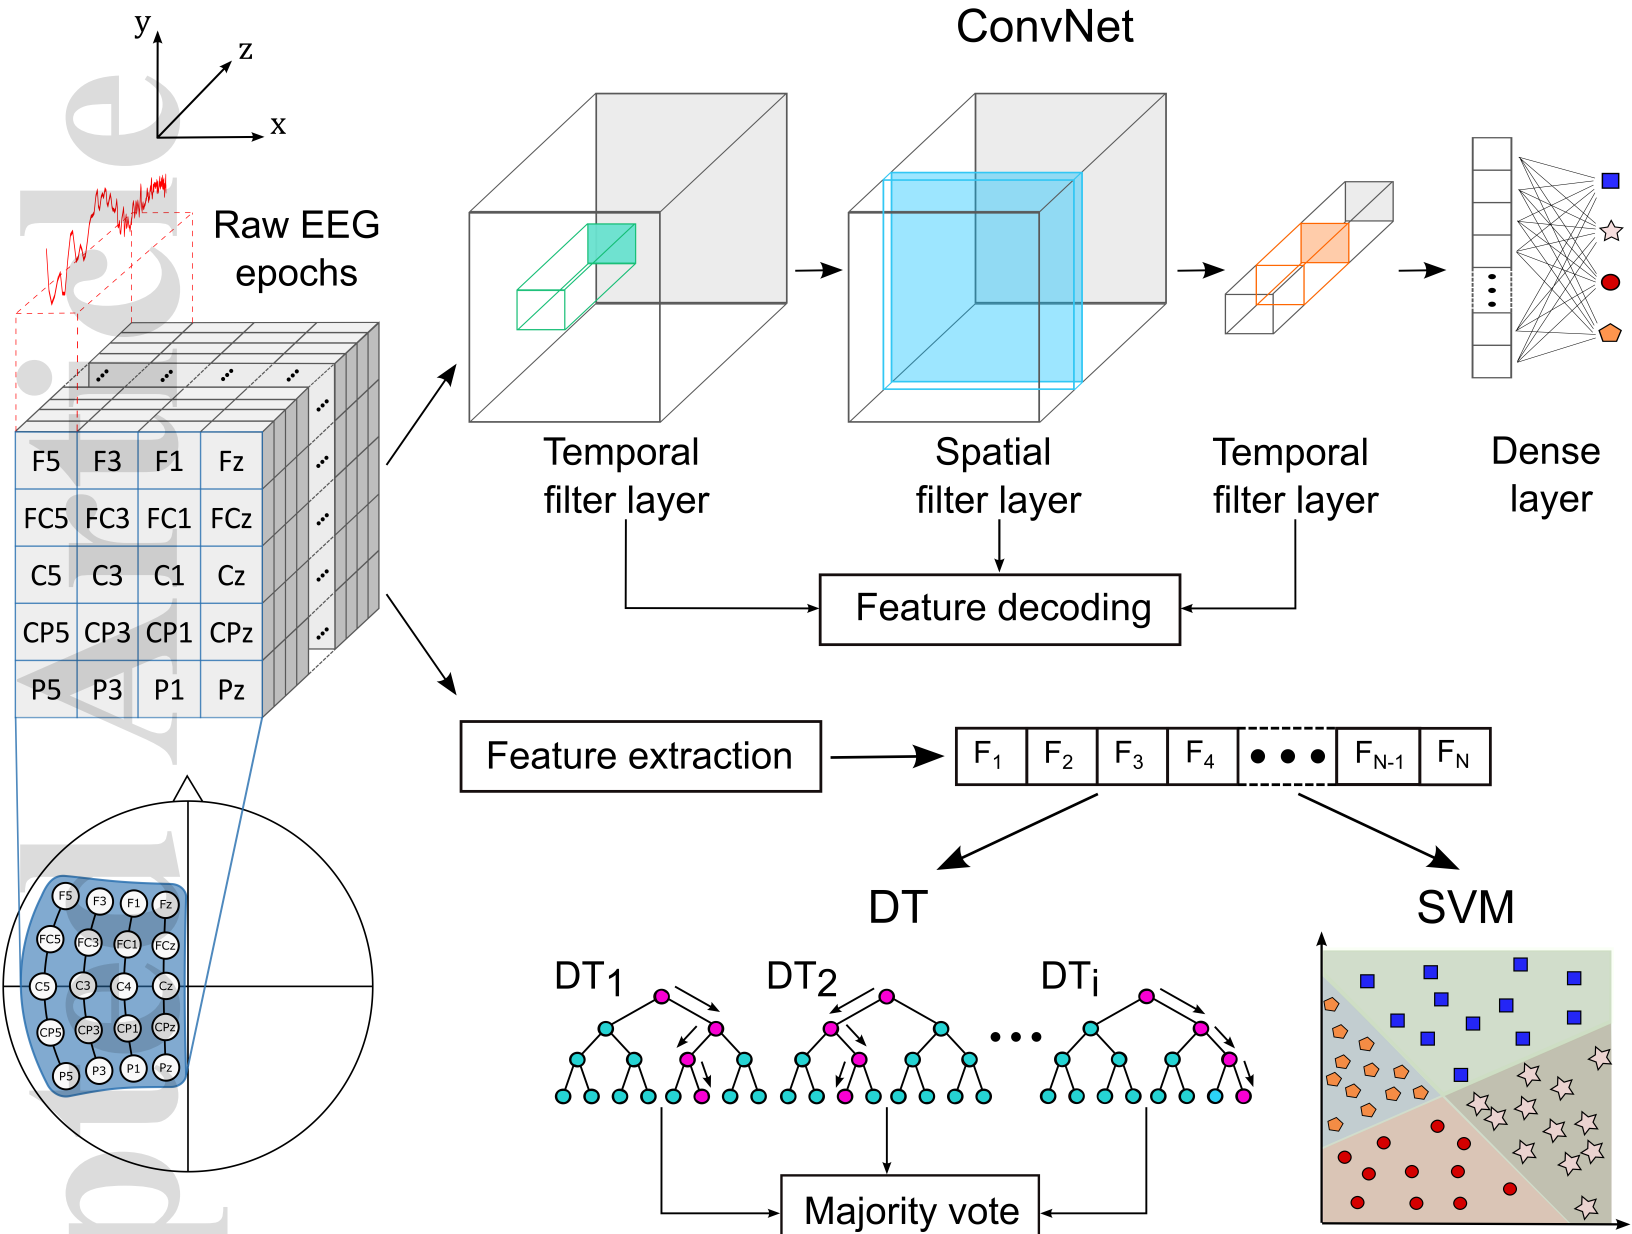 ConvNet
y
z
x
Raw EEG
epochs
F5 F3 F1 Fz
FC5 FC3 FC1 FCz
C5 C3 C1 Cz
CP5 CP3 CP1 CPz
P5 P3 P1 Pz
Temporal
filter layer
Spatial
filter layer
Temporal
filter layer
Dense
layer
Feature decoding
Feature extraction
F1 F2 F3 F4 ••• FN-1 FN
F5 F3 F1 Fz
FC5 FC3 FC1 FCz
C5 C3 C4 Cz
CP5 CP3 CP1 CPz
P5 P3 P1 Pz
DT
SVM
DT1 DT2 ••• DTi
Majority vote
pted Article